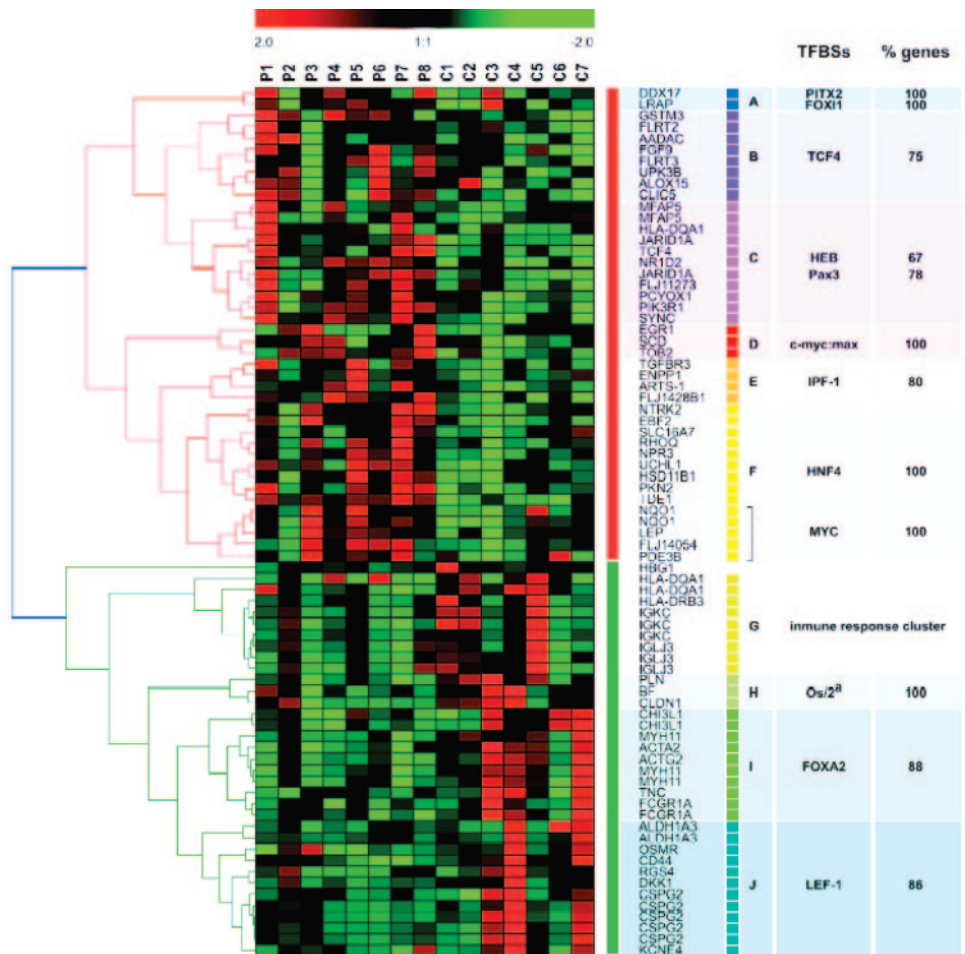 2.0 1:1 -2.0
TFBSs % genes
P1 P2 P3 P4 P5 P6 P7 P8 C1 C2 C3 C4 C5 C6 C7
DDX17
LRAP
A PITX2 100
FOXI1 100
GSTM3
FLRT2
AADAC
FGF9
FLRT3
UPK3B
ALOX15
CLIC5
B TCF4 75
MFAP5
MFAP5
HLA-DQA1
JARID1A
TCF4
NR1D2
JARID1A
FLJ11273
PCYOX1
PIK3R1
SYNC
C HEB 67
Pax3 78
EGR1
SCD
TOB2
D c-myc:max 100
TGFBR3
ENPP1
ARTS-1
FLJ1428B1
E IPF-1 80
NTRK2
EBF2
SLC16A7
RHOQ
NPR3
UCHL1
HSD11B1
PKN2
TDE1
NQO1
NQO1
LEP
FLJ14054
PDE3B
F HNF4 100
MYC 100
HBG1
HLA-DQA1
HLA-DQA1
HLA-DRB3
IGKC
IGKC
IGKC
IGLJ3
IGLJ3
IGLJ3
G inmune response cluster
PLN
BF
CLDN1
H Os/2a 100
CHI3L1
CHI3L1
MYH11
ACTA2
ACTG2
MYH11
MYH11
TNC
FCGR1A
FCGR1A
I FOXA2 88
ALDH1A3
ALDH1A3
OSMR
CD44
RGS4
DKK1
CSPG2
CSPG2
CSPG2
CSPG2
CSPG2
KCNE4
J LEF-1 86